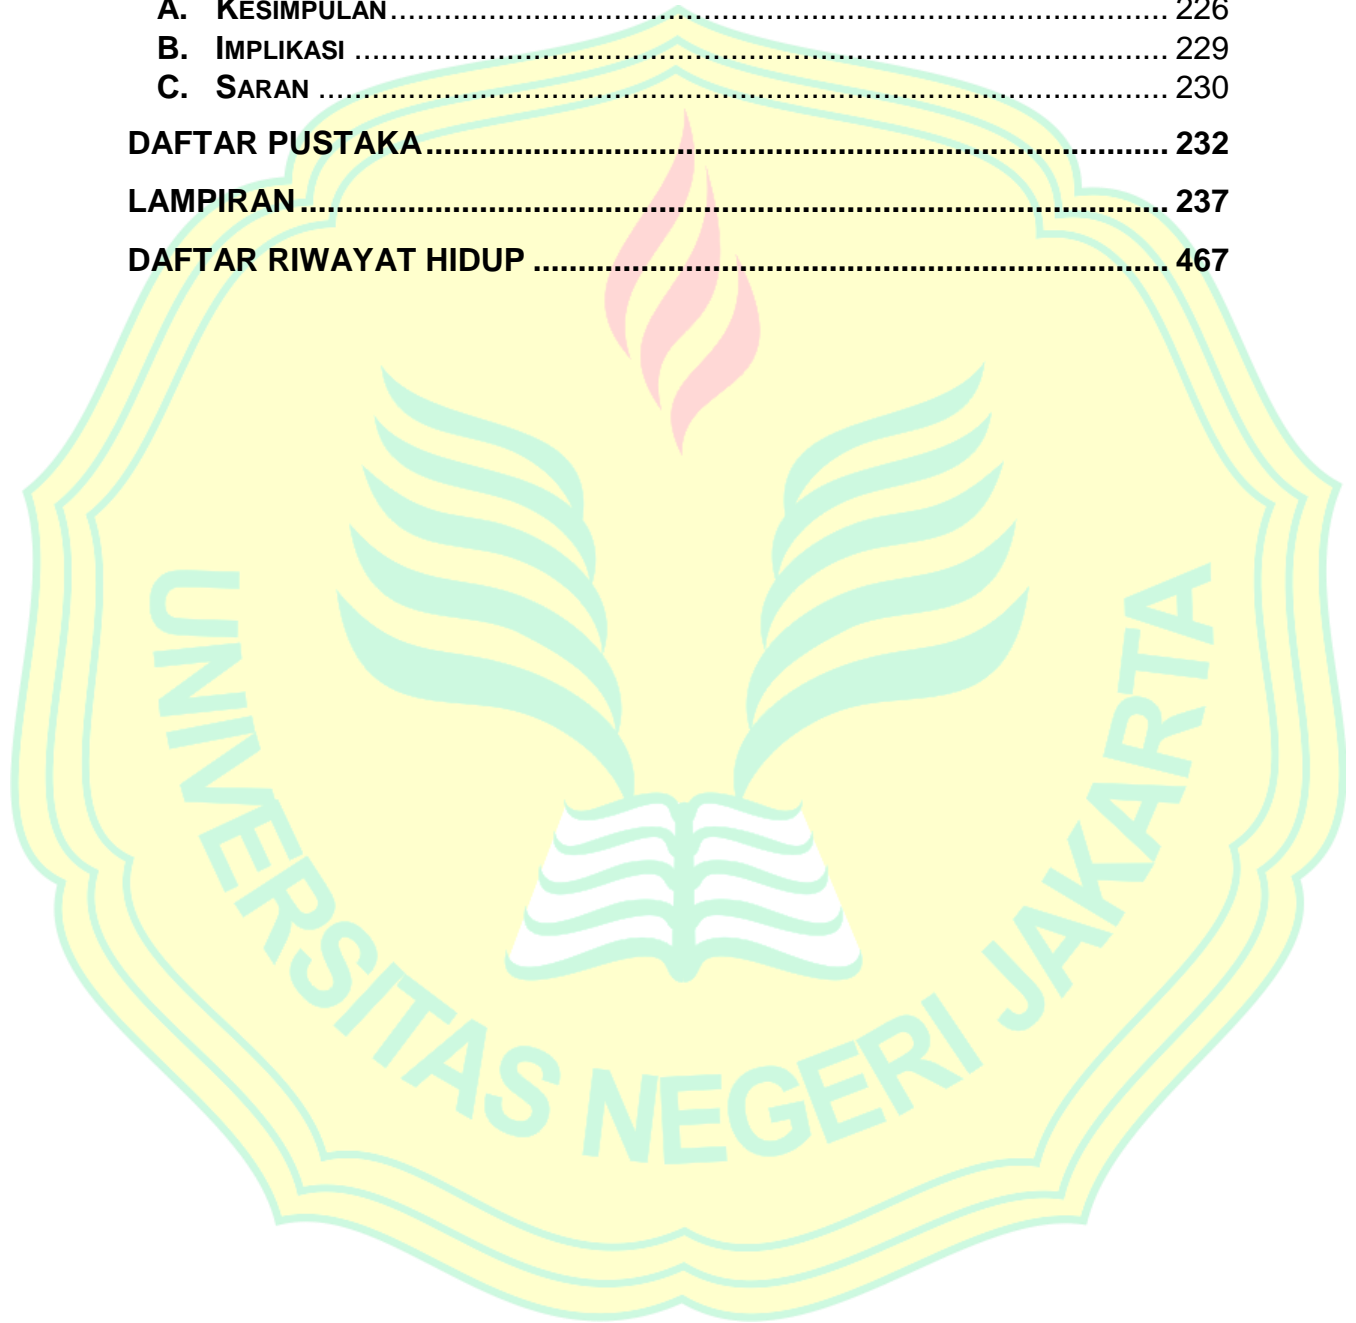 A. KESIMPULAN........................................................................................ 226
B. IMPLIKASI ........................................................................................... 229
C. SARAN ............................................................................................... 230
DAFTAR PUSTAKA................................................................................... 232
LAMPIRAN................................................................................................. 237
DAFTAR RIWAYAT HIDUP ....................................................................... 467
UNIVERSITAS NEGERI JAKARTA